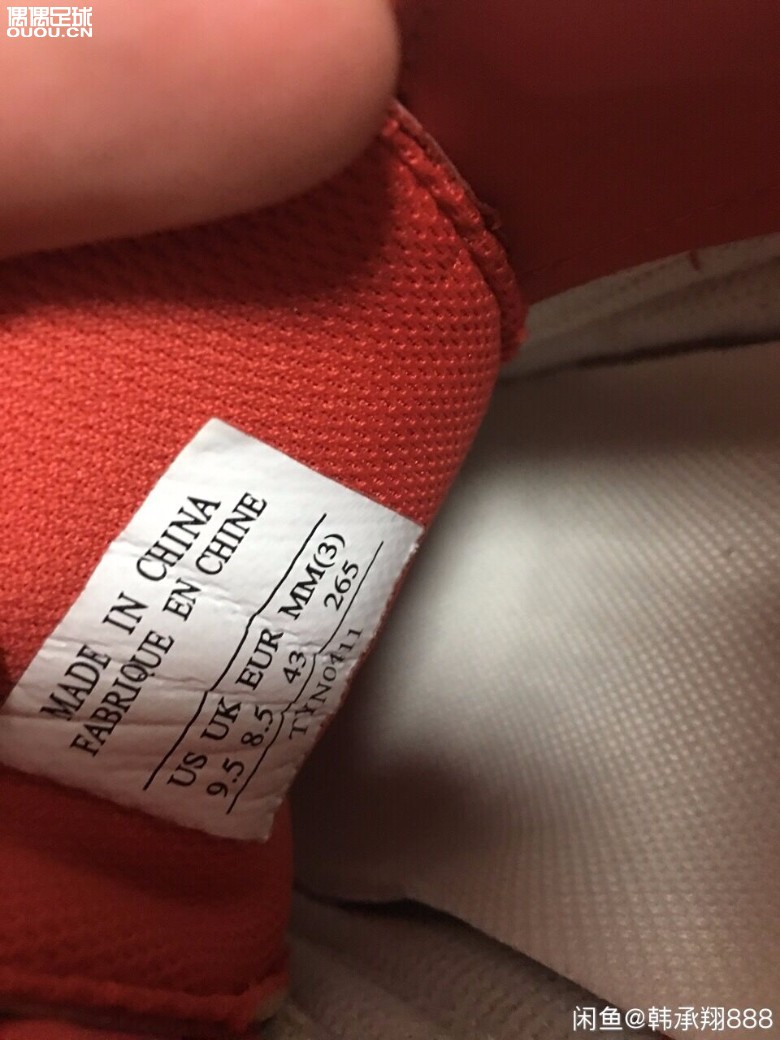 偶偶足球
OUOU.CN
MADE IN CHINA
FABRIQUE EN CHINE
US UK EUR MM(3)
9.5 8.5 43 265
TYN0411
闲鱼@韩承翔888